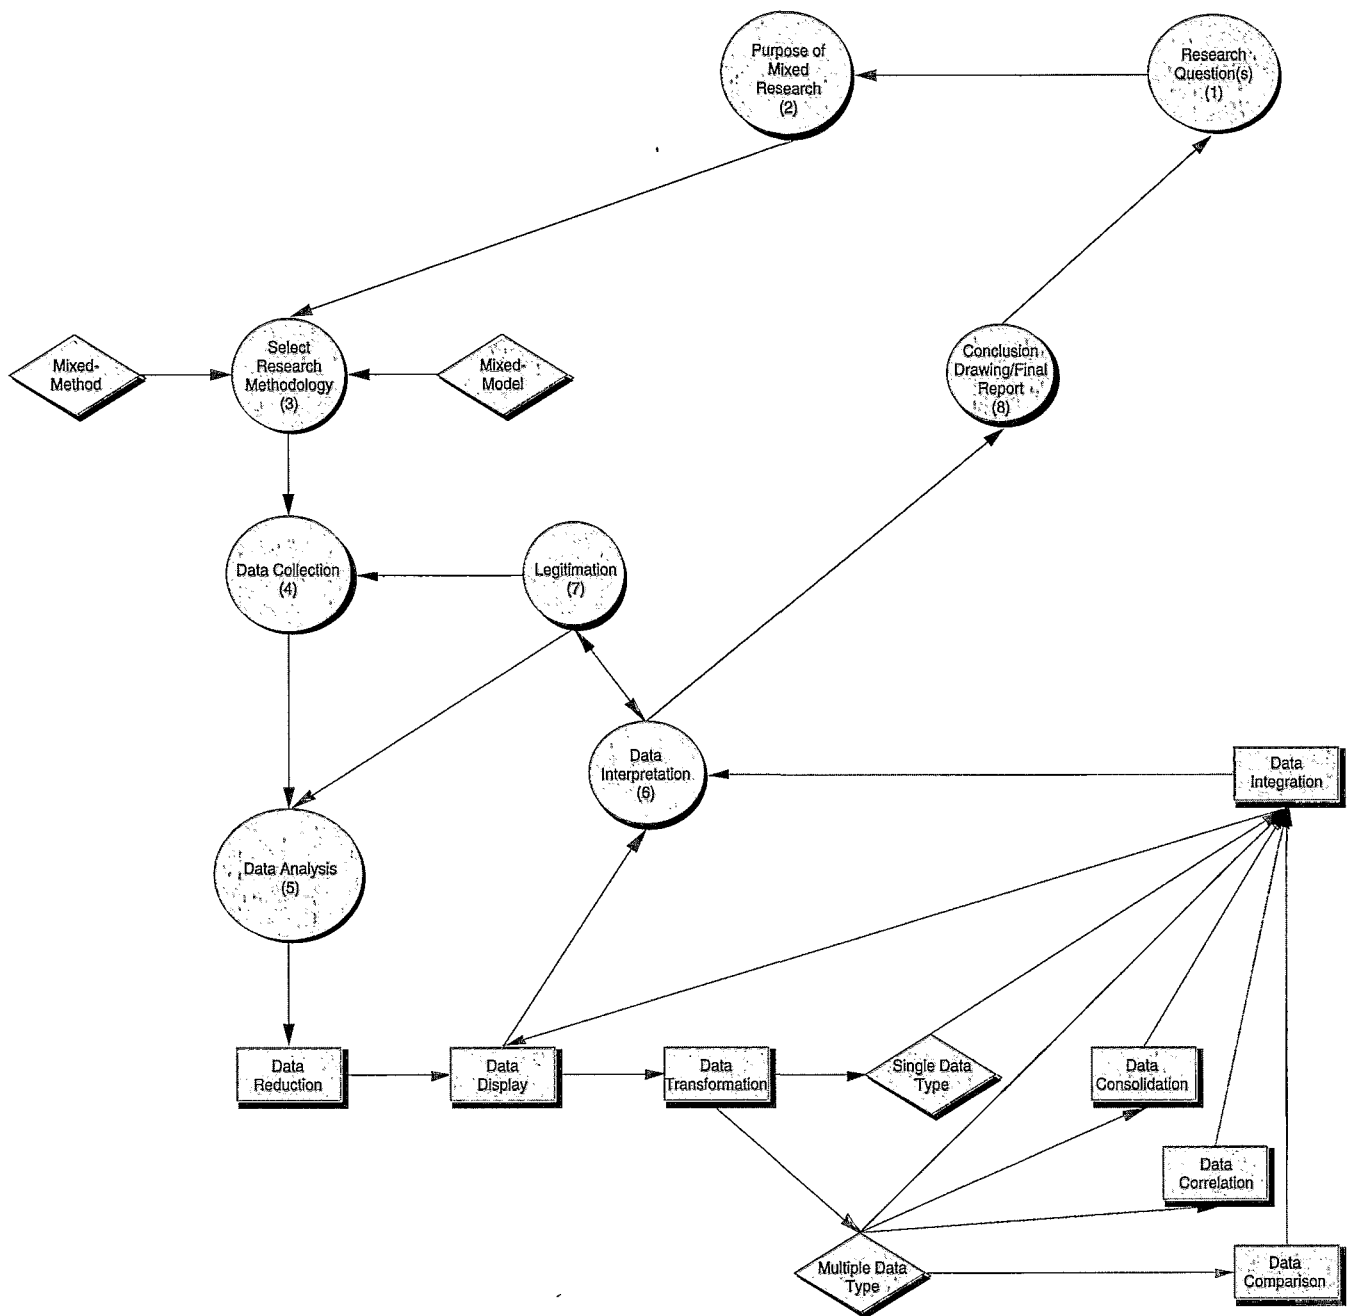 Purpose of
Mixed
Research
(2)
Research
Question(s)
(1)
Mixed-
Method
Select
Research
Methodology
(3)
Mixed-
Model
Conclusion
Drawing/Final
Report
(8)
Data Collection
(4)
Legitimation
(7)
Data
Interpretation
(6)
Data
Integration
Data Analysis
(5)
Data
Reduction
Data
Display
Data
Transformation
Single Data
Type
Data
Consolidation
Data
Correlation
Multiple Data
Type
Data
Comparison